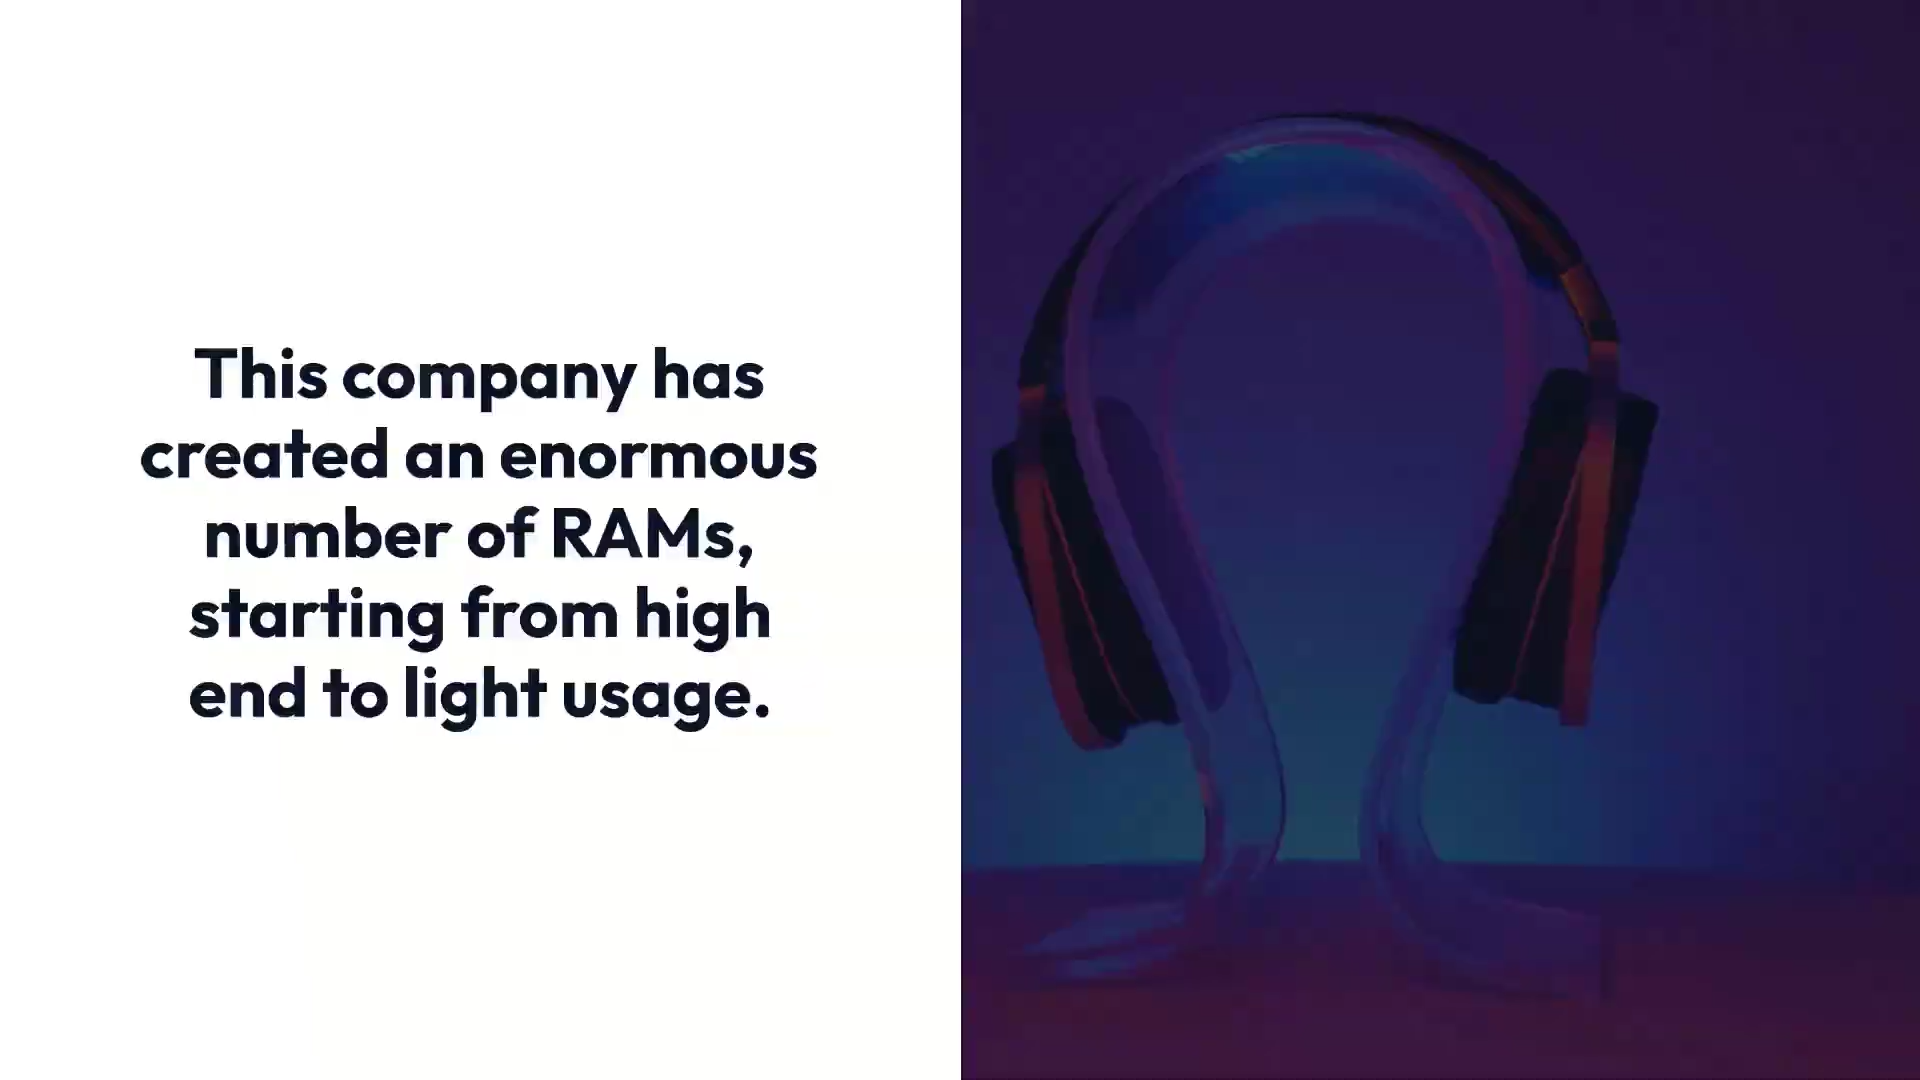 This company has
created an enormous
number of RAMs,
starting from high
end to light usage.